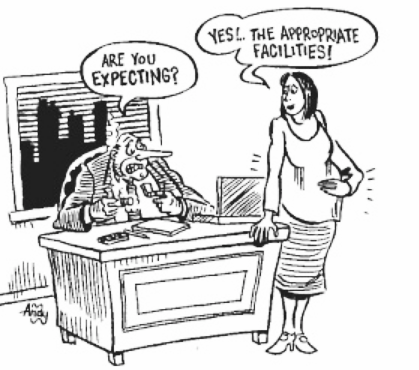 ARE YOU
EXPECTING?
YES!.. THE APPROPRIATE
FACILITIES!
Andy